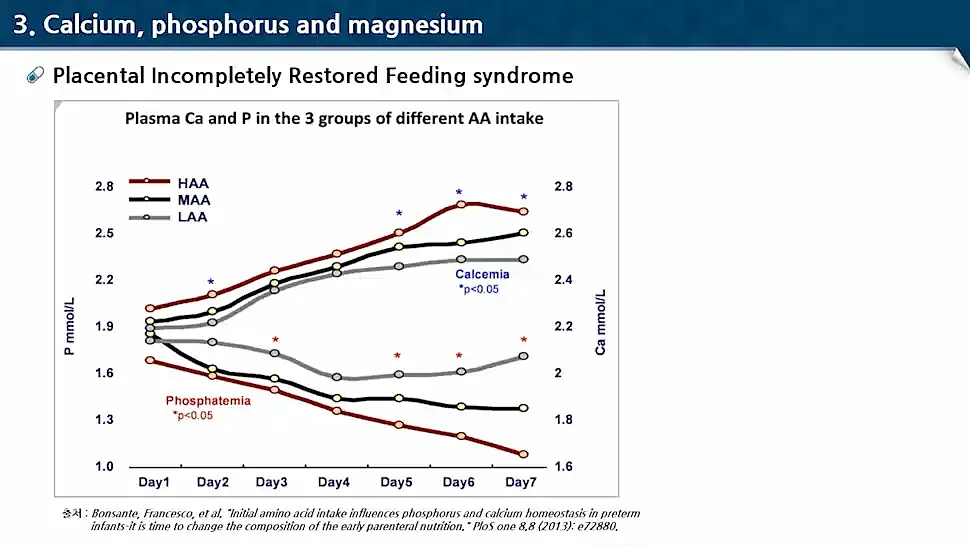 3. Calcium, phosphorus and magnesium
Placental Incompletely Restored Feeding syndrome
Plasma Ca and P in the 3 groups of different AA intake
HAA
MAA
LAA
2.8
2.5
2.2
1.9
1.6
1.3
1.0
P mmol/L
2.8
2.6
2.4
2.2
2
1.8
1.6
Ca mmol/L
* * * *
Calcemia
*p<0.05
* * * *
Phosphatemia
*p<0.05
Day1 Day2 Day3 Day4 Day5 Day6 Day7
출처 : Bonsante, Francesco, et al. "Initial amino acid intake influences phosphorus and calcium homeostasis in preterm
infants-it is time to change the composition of the early parenteral nutrition." PloS one 8.8 (2013): e72880.